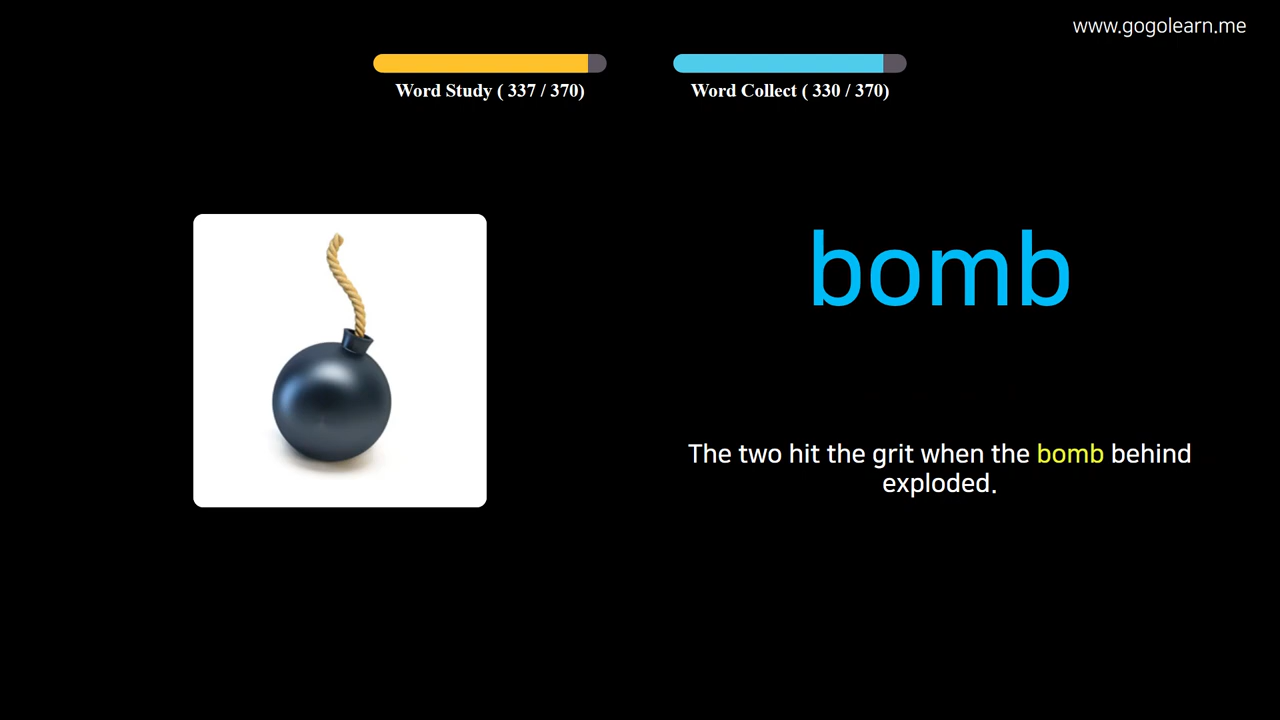 www.gogolearn.me
Word Study ( 337 / 370)
Word Collect ( 330 / 370)
bomb
The two hit the grit when the bomb behind
exploded.